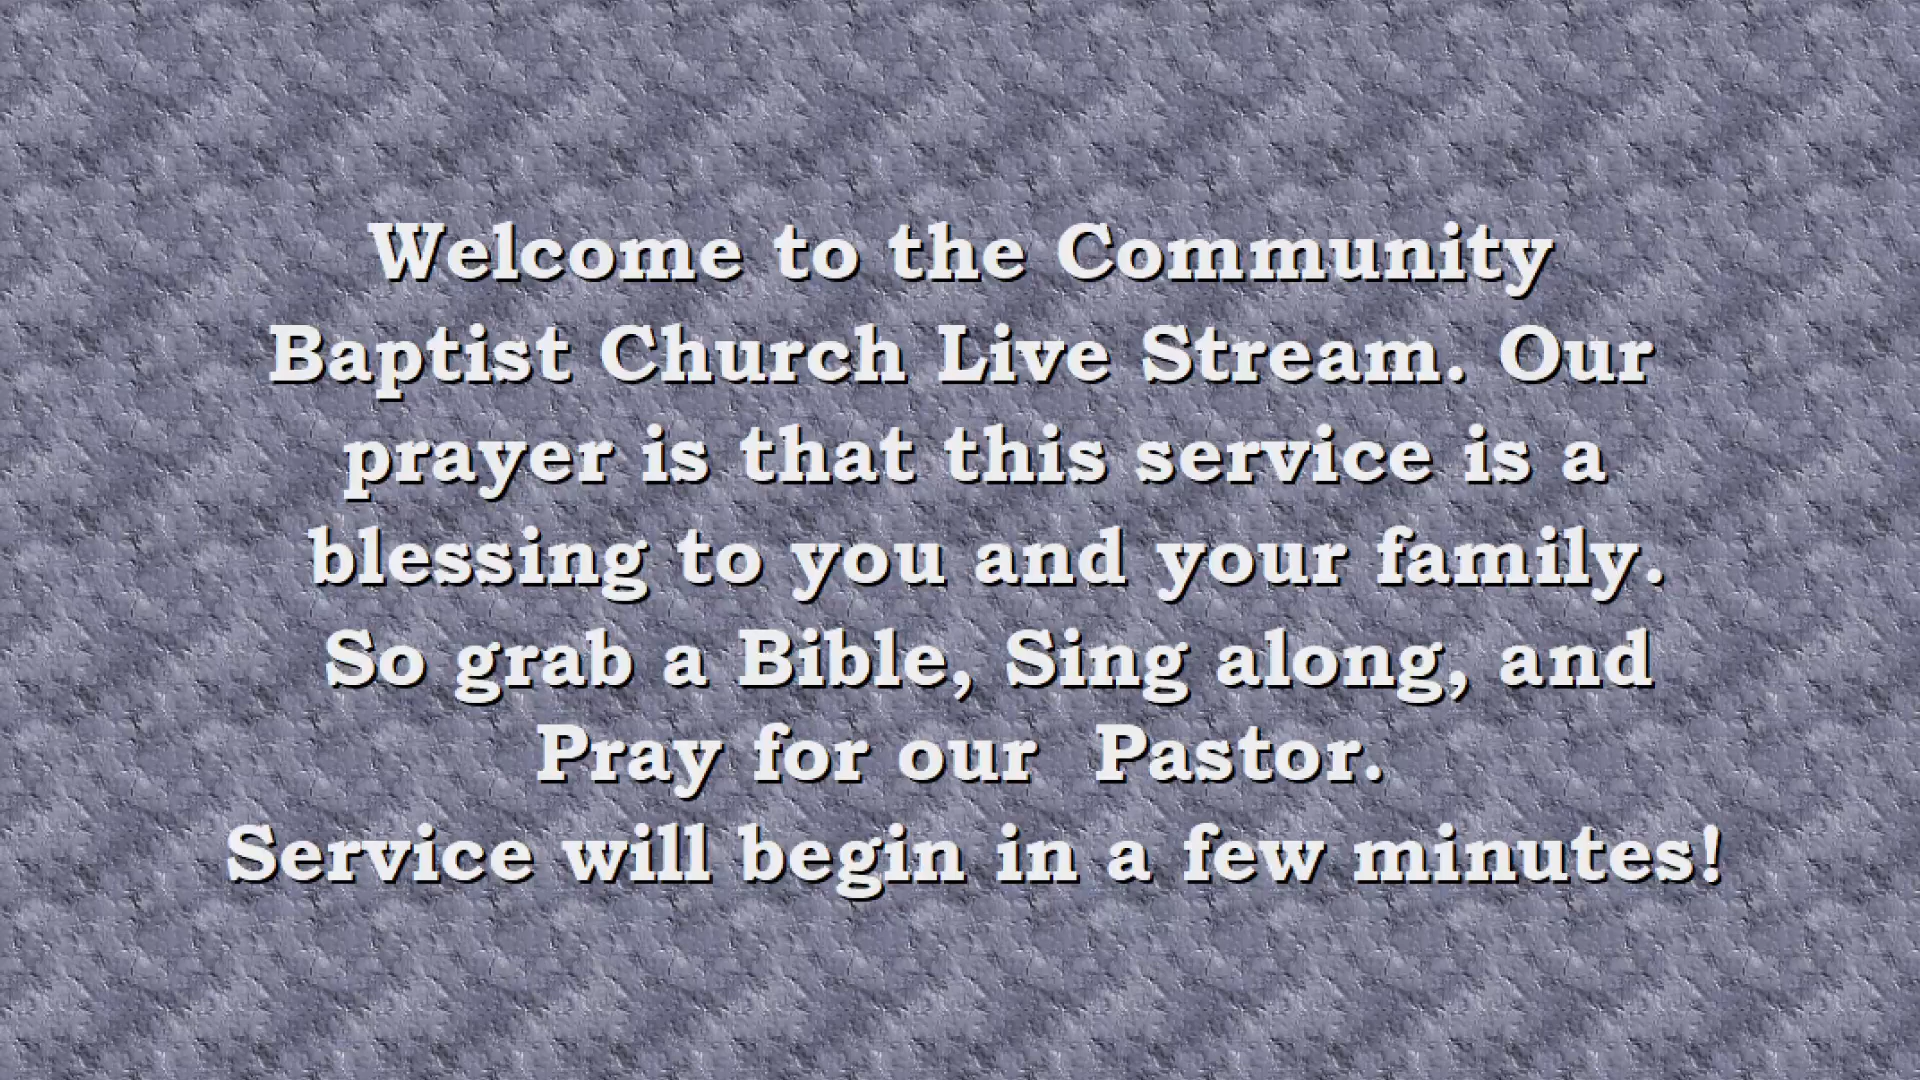 Welcome to the Community
Baptist Church Live Stream. Our
prayer is that this service is a
blessing to you and your family.
So grab a Bible, Sing along, and
Pray for our  Pastor.
Service will begin in a few minutes!